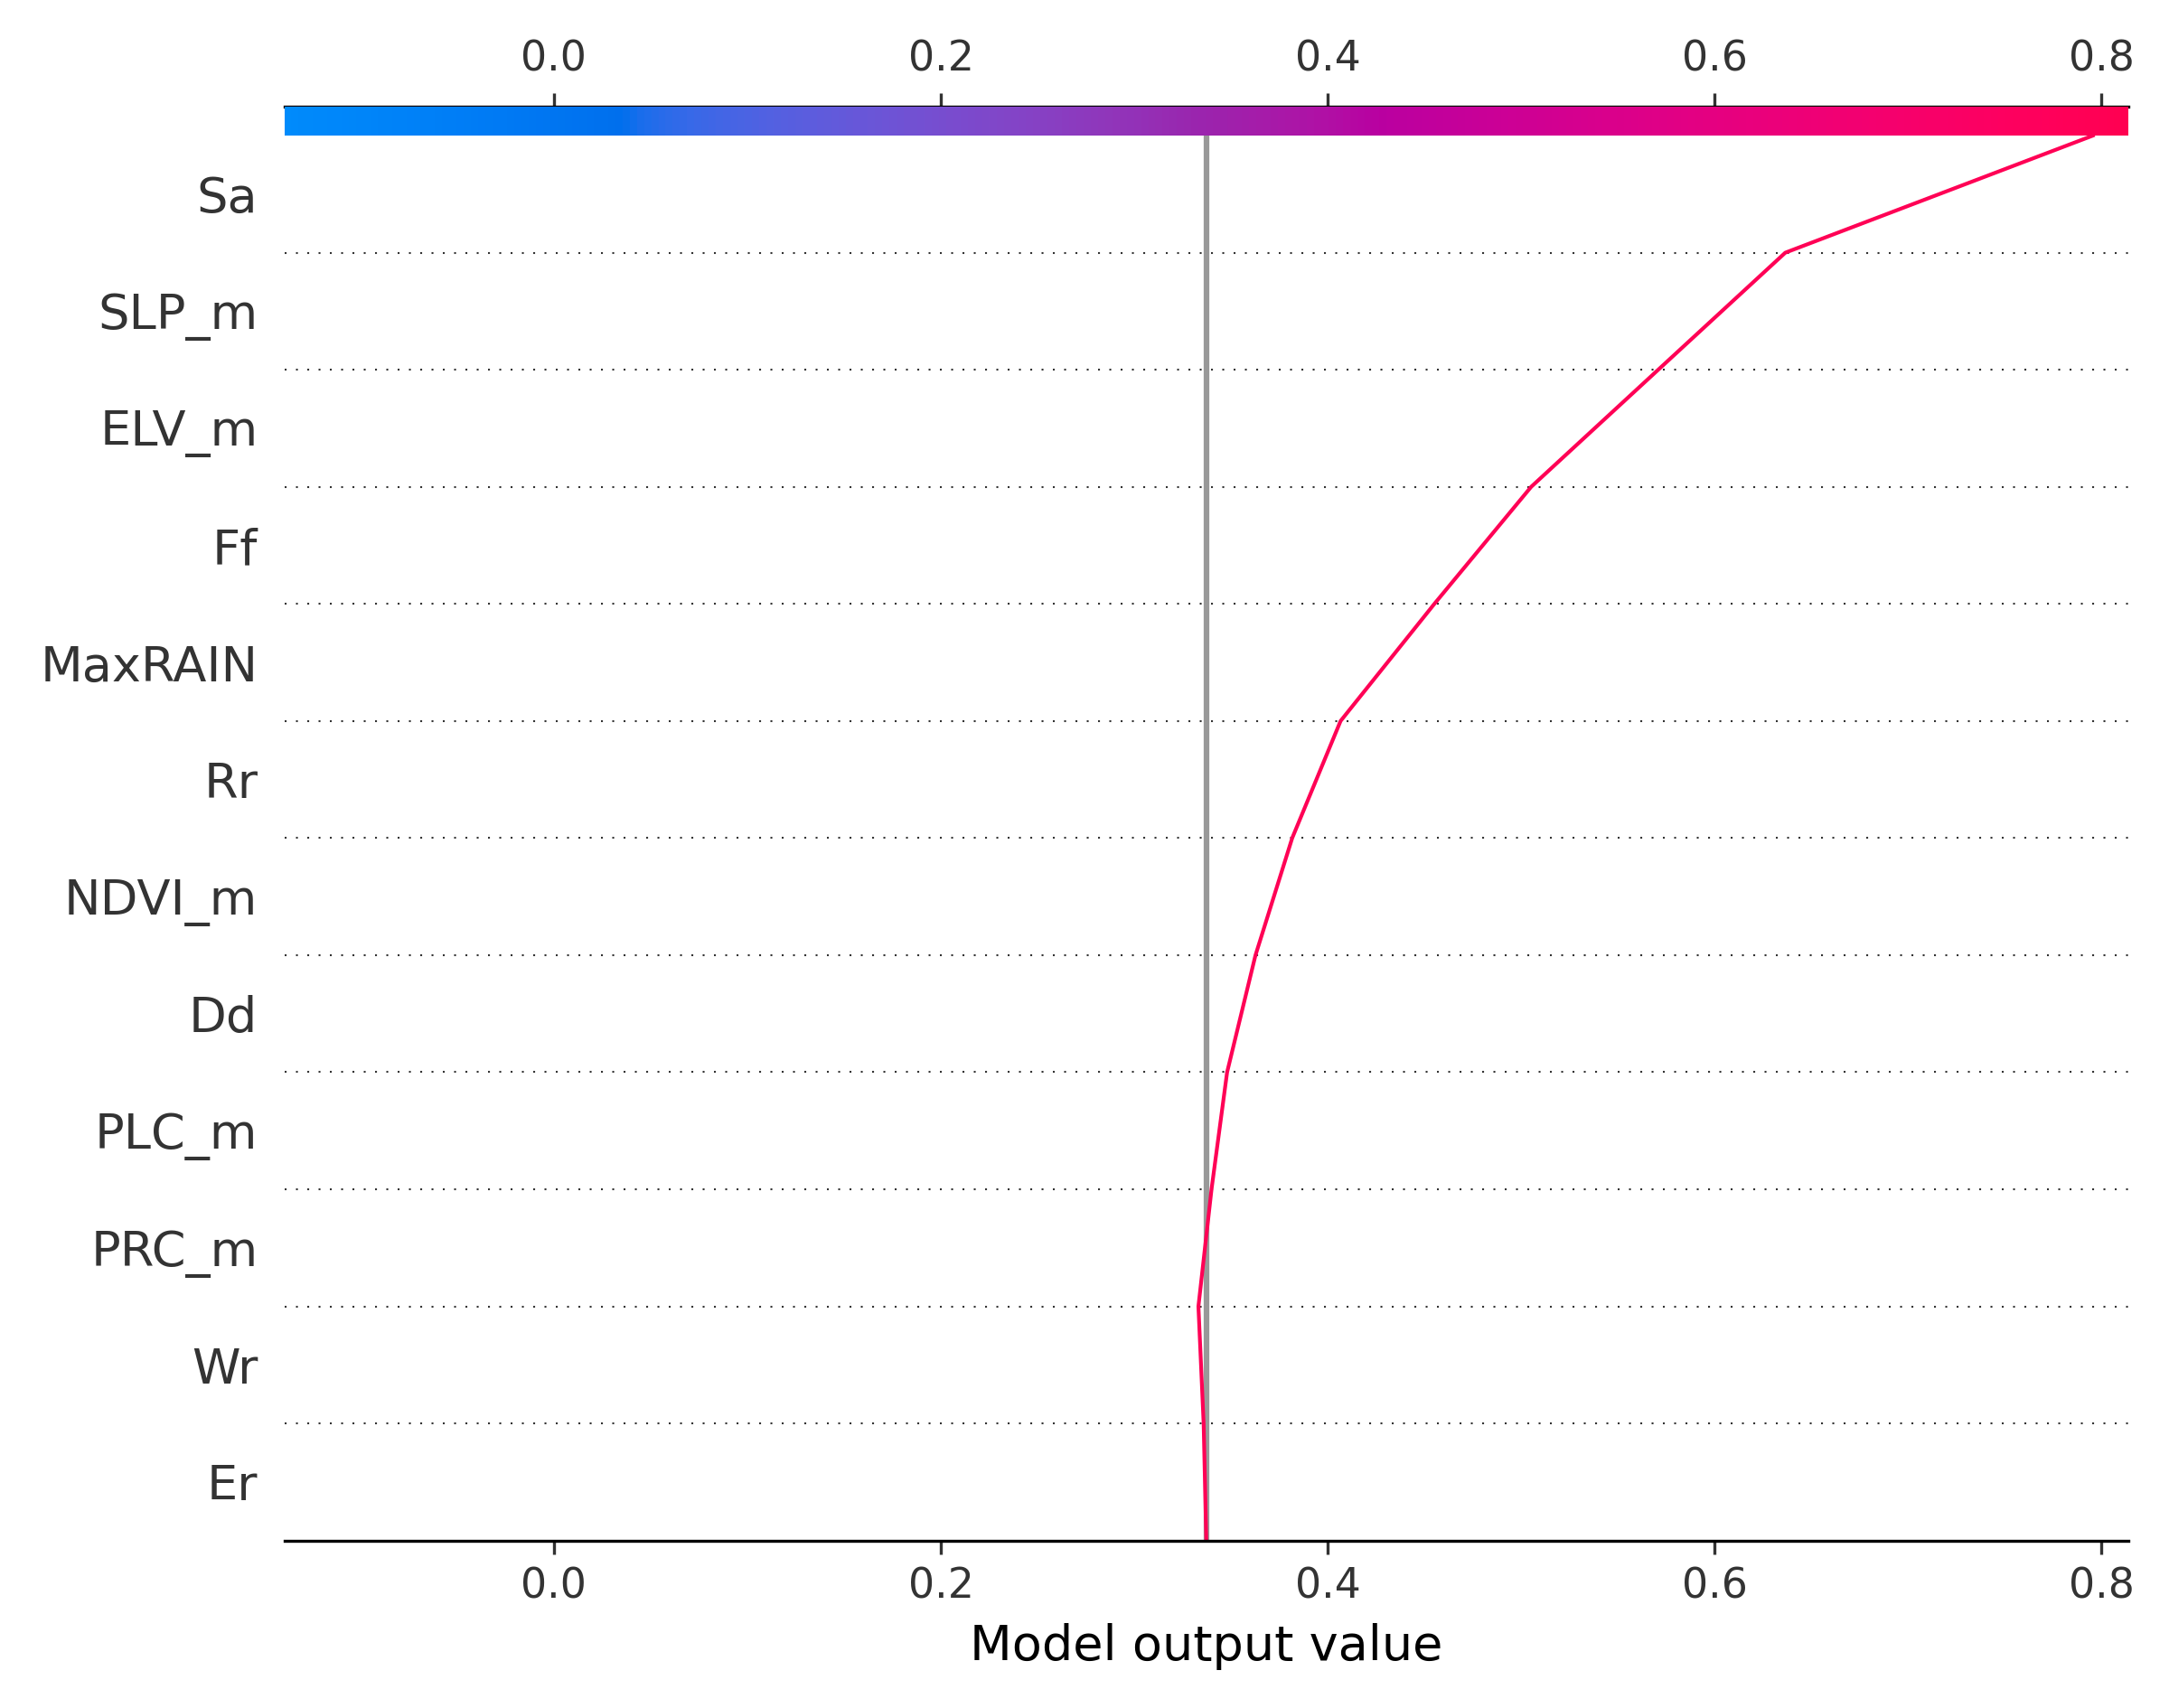 0.0 0.2 0.4 0.6 0.8
Sa
SLP_m
ELV_m
Ff
MaxRAIN
Rr
NDVI_m
Dd
PLC_m
PRC_m
Wr
Er
0.0 0.2 0.4 0.6 0.8
Model output value